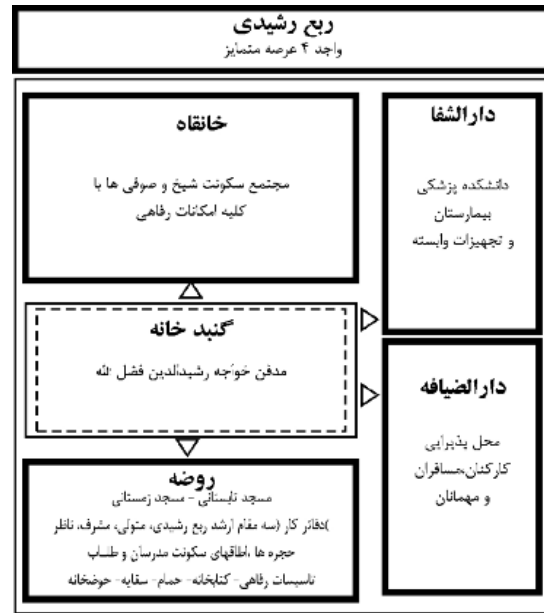 ربع رشیدی
واجد ۴ عرصه متمایز
دارالشفا
دانشکده پزشکی
بیمارستان
و تجهیزات وابسته
خانقاه
مجتمع سکونت شیخ و صوفی ها با
کلیه امکانات رفاهی
گنبد خانه
مدفن خواجه رشیدالدین فضل الله
دارالضیافه
محل پذیرایی
کارکنان،مسافران
و مهمانان
روضه
مسجد تابستانی - مسجد زمستانی
)دفاتر کار (سه مقام ارشد ربع رشیدی، متولی، مشرف، ناظر
حجره ها ،اطاقهای سکونت مدرسان و طلاب
تاسیسات رفاهی- کتابخانه- حمام- سقایه- حوضخانه